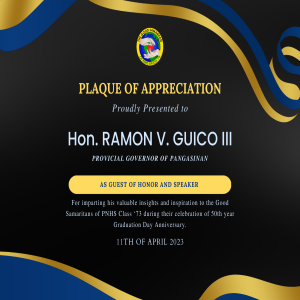 PLAQUE OF APPRECIATION
Proudly Presented to
Hon. RAMON V. GUICO III
PROVICIAL GOVERNOR OF PANGASINAN
AS GUEST OF HONOR AND SPEAKER
For imparting his valuable insights and inspiration to the Good
Samaritans of PNHS Class '73 during their celebration of 50th year
Graduation Day Anniversary.
11TH OF APRIL 2023